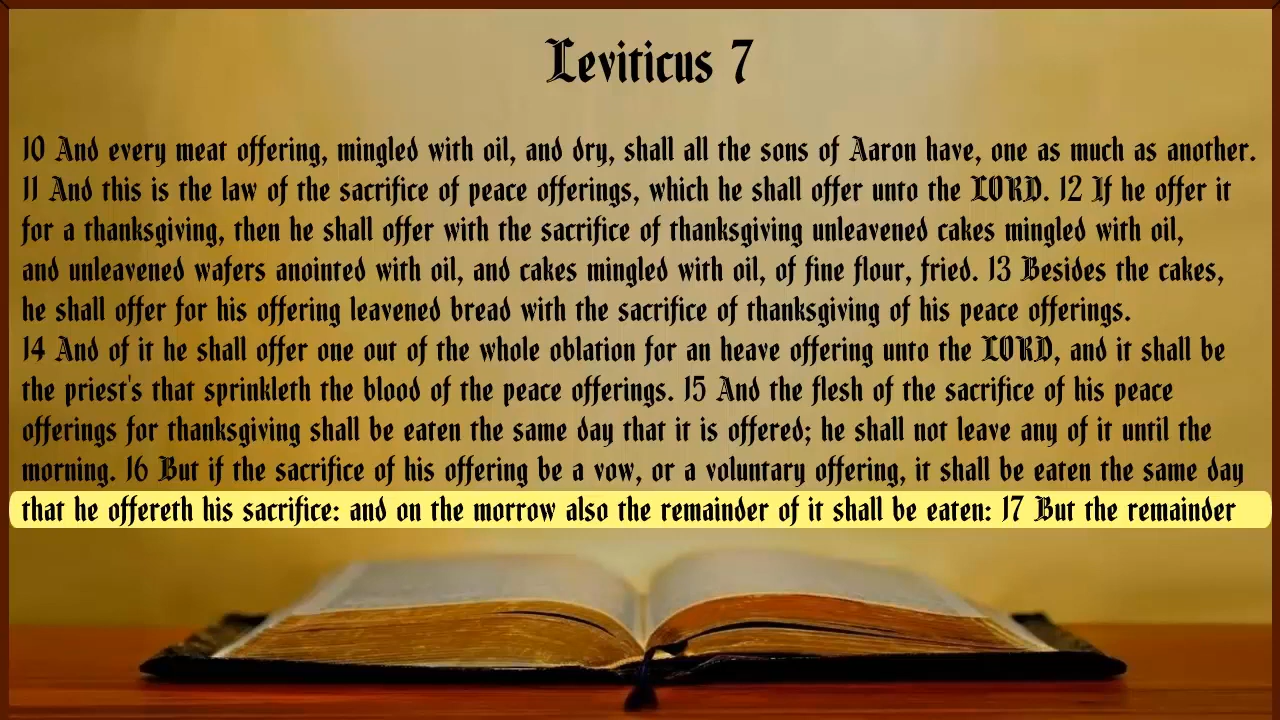 Leviticus 7
10 And every meat offering, mingled with oil, and dry, shall all the sons of Aaron have, one as much as another.
11 And this is the law of the sacrifice of peace offerings, which he shall offer unto the LORD. 12 If he offer it
for a thanksgiving, then he shall offer with the sacrifice of thanksgiving unleavened cakes mingled with oil,
and unleavened wafers anointed with oil, and cakes mingled with oil, of fine flour, fried. 13 Besides the cakes,
he shall offer for his offering leavened bread with the sacrifice of thanksgiving of his peace offerings.
14 And of it he shall offer one out of the whole oblation for an heave offering unto the LORD, and it shall be
the priest's that sprinkleth the blood of the peace offerings. 15 And the flesh of the sacrifice of his peace
offerings for thanksgiving shall be eaten the same day that it is offered; he shall not leave any of it until the
morning. 16 But if the sacrifice of his offering be a vow, or a voluntary offering, it shall be eaten the same day
that he offereth his sacrifice: and on the morrow also the remainder of it shall be eaten: 17 But the remainder